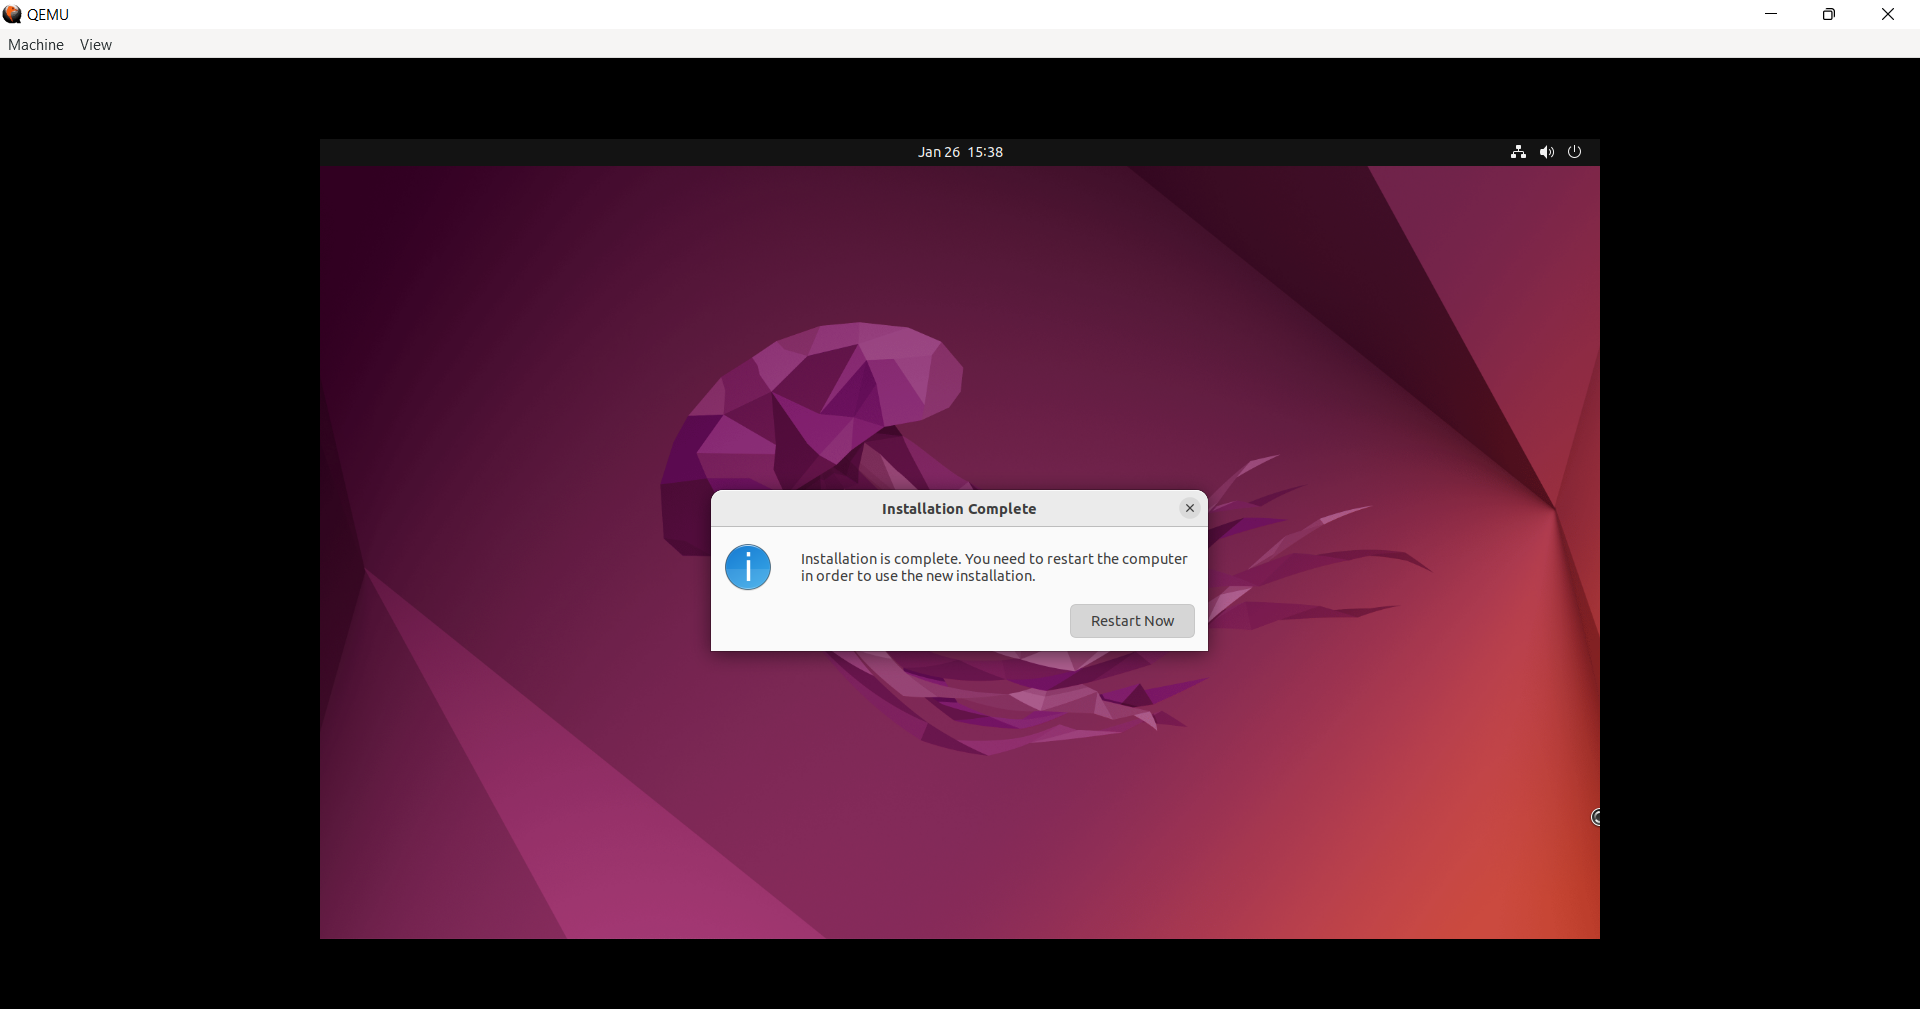 QEMU
Machine View
Jan 26 15:38
Installation Complete
Installation is complete. You need to restart the computer
in order to use the new installation.
Restart Now